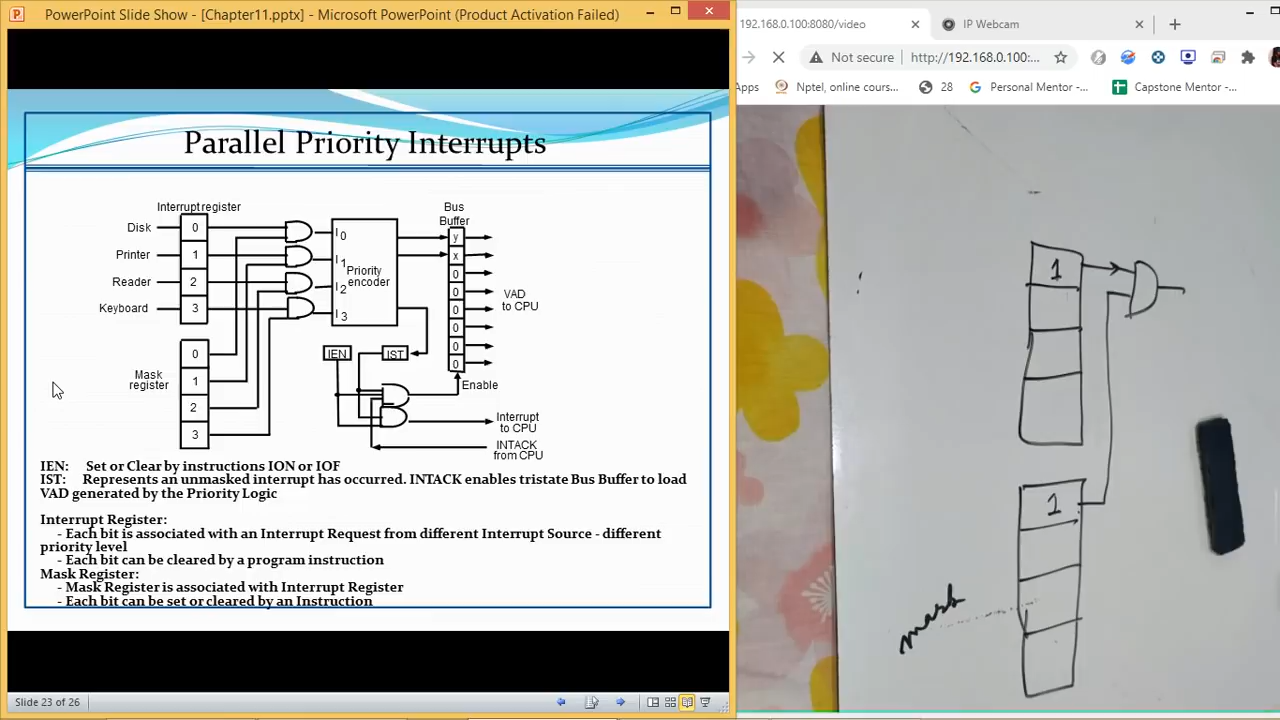 PowerPoint Slide Show - [Chapter11.pptx] - Microsoft PowerPoint (Product Activation Failed)
Parallel Priority Interrupts
Interrupt register
Disk
Printer
Reader
Keyboard
0
1
2
3
Mask
register
0
1
2
3
I 0
I 1
I 2
I 3
Priority
encoder
Bus
Buffer
y
x
0
0
0
0
0
0
VAD
to CPU
IEN
IST
Enable
Interrupt
to CPU
INTACK
from CPU
IEN: Set or Clear by instructions ION or IOF
IST: Represents an unmasked interrupt has occurred. INTACK enables tristate Bus Buffer to load
VAD generated by the Priority Logic
Interrupt Register:
- Each bit is associated with an Interrupt Request from different Interrupt Source - different
priority level
- Each bit can be cleared by a program instruction
Mask Register:
- Mask Register is associated with Interrupt Register
- Each bit can be set or cleared by an Instruction
Slide 23 of 26
192.168.0.100:8080/video
IP Webcam
Not secure
http://192.168.0.100:...
Apps
Nptel, online cours...
28
Personal Mentor -...
Capstone Mentor -...
1
1
mask